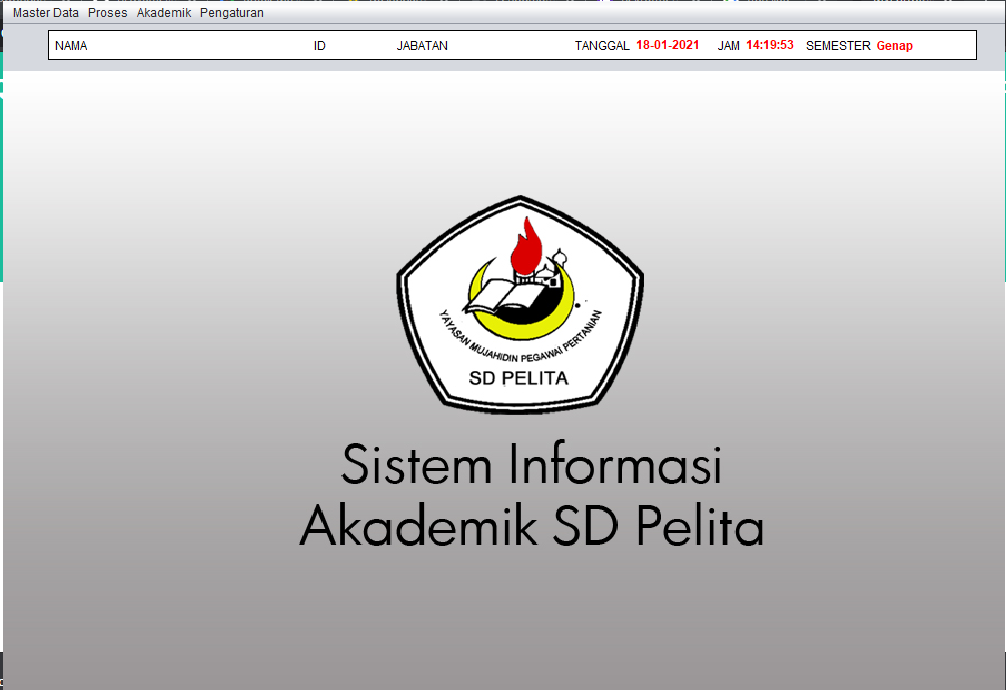 Master Data Proses Akademik Pengaturan
NAMA ID JABATAN TANGGAL 18-01-2021 JAM 14:19:53 SEMESTER Genap
YAYASAN MUJAHIDIN PEGAWAI PERTANIAN
SD PELITA
Sistem Informasi
Akademik SD Pelita